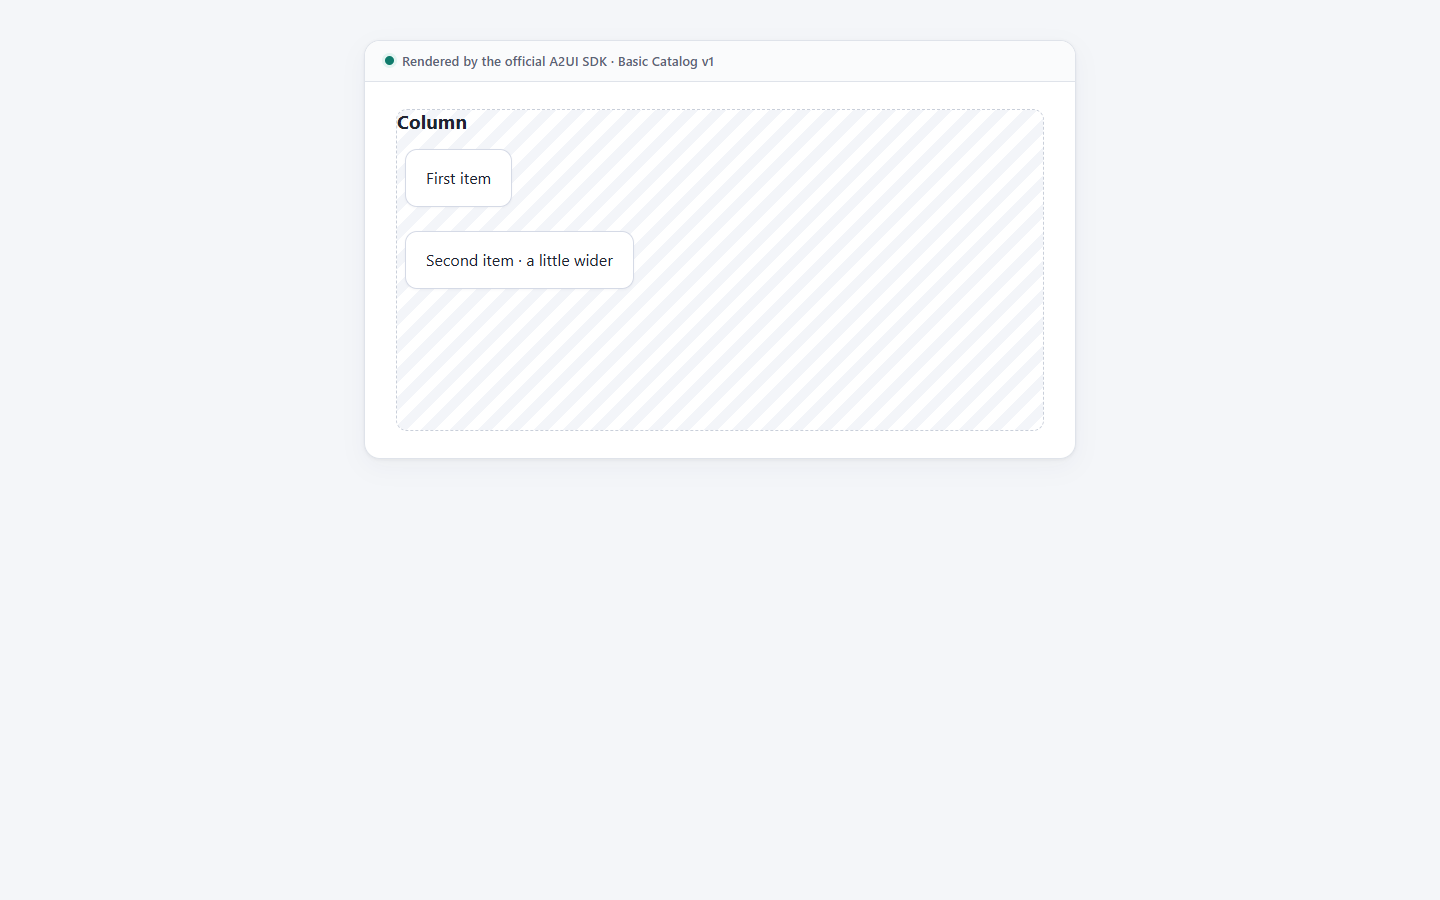 Rendered by the official A2UI SDK · Basic Catalog v1
Column
First item
Second item · a little wider